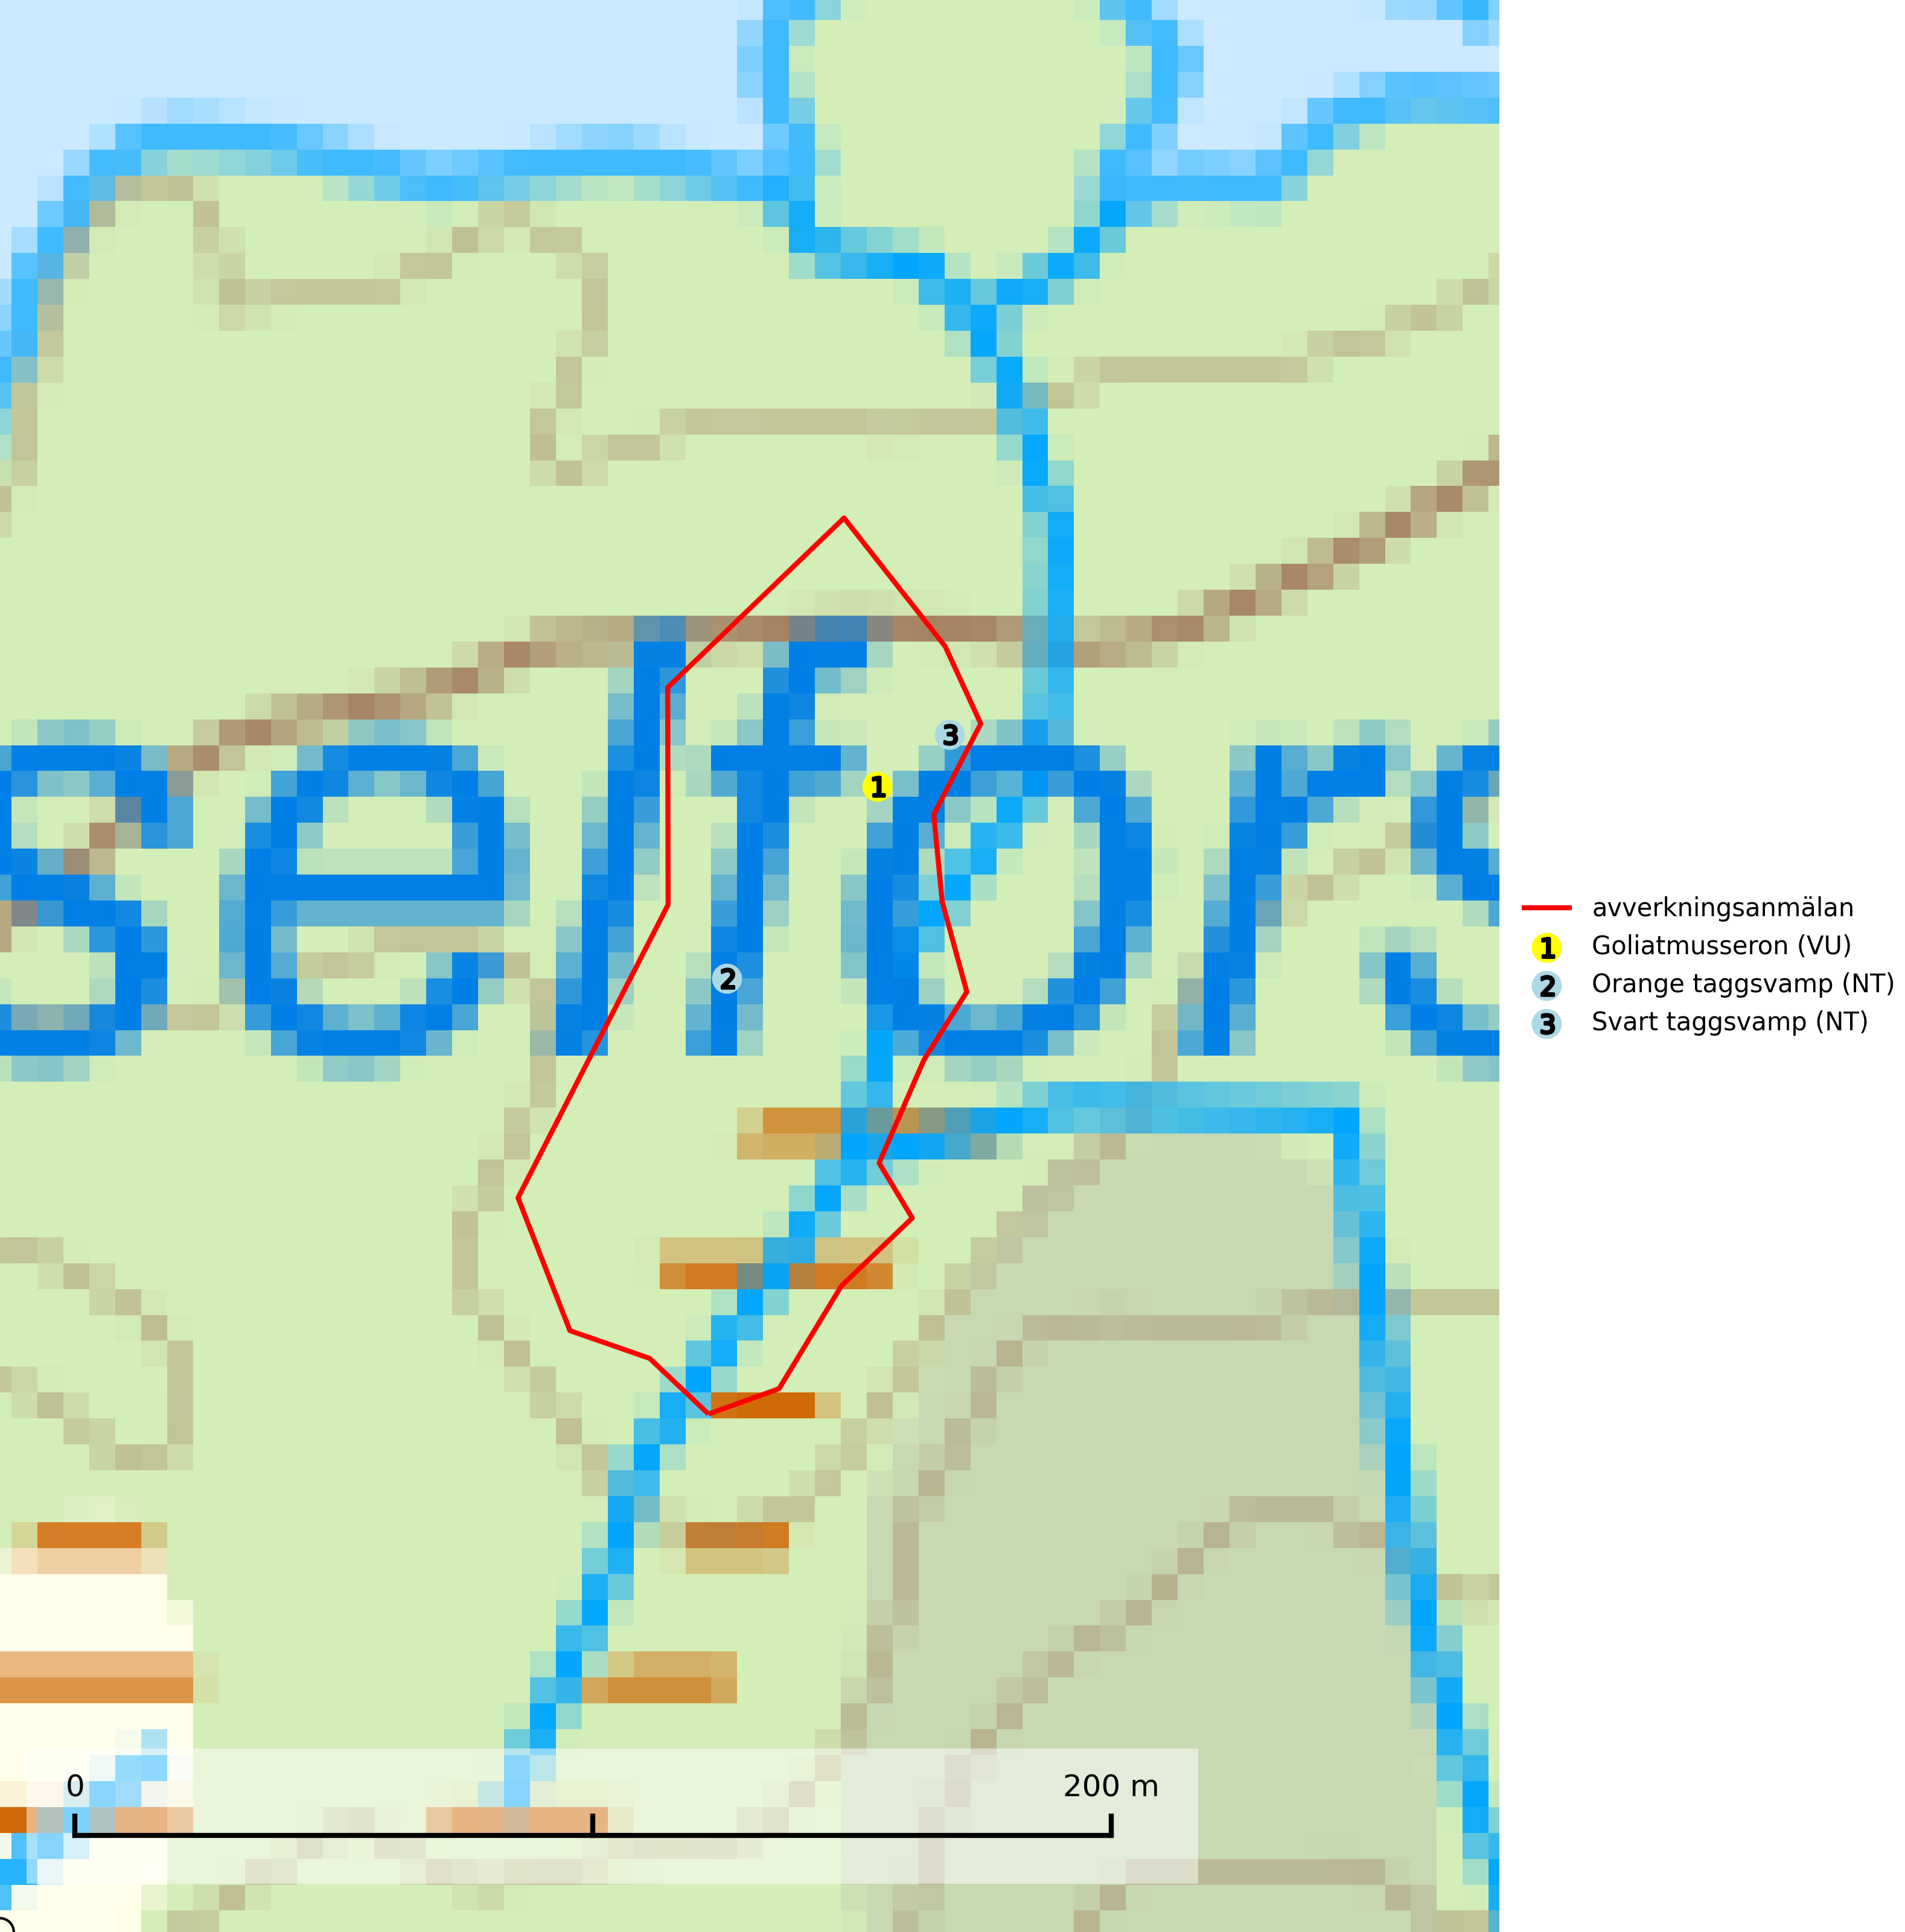 avverkningsanmälan
1 Goliatmusseron (VU)
2 Orange taggsvamp (NT)
3 Svart taggsvamp (NT)
3
1
2
0 200 m